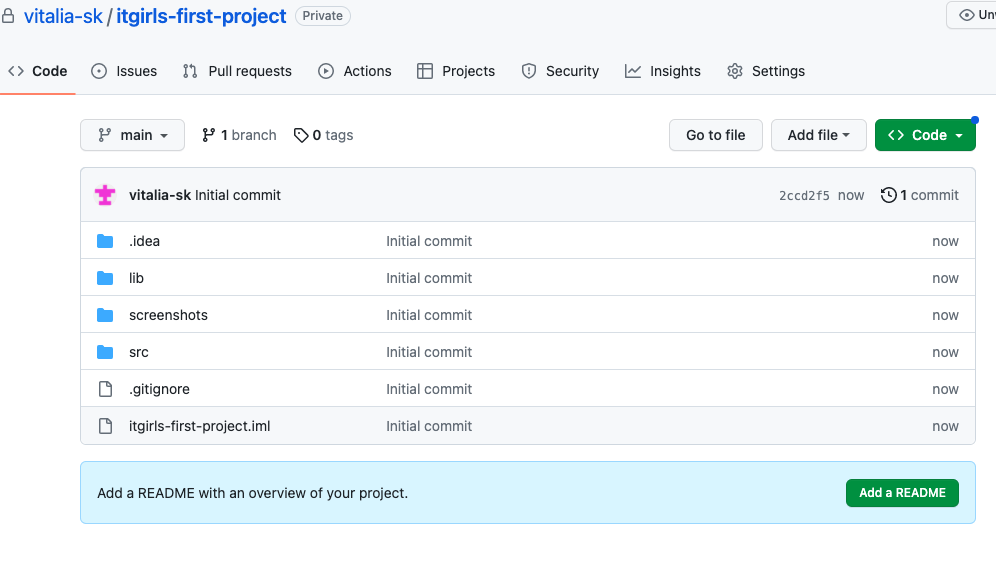 vitalia-sk / itgirls-first-project Private
Code Issues Pull requests Actions Projects Security Insights Settings
main 1 branch 0 tags Go to file Add file Code
vitalia-sk Initial commit 2ccd2f5 now 1 commit
.idea Initial commit now
lib Initial commit now
screenshots Initial commit now
src Initial commit now
.gitignore Initial commit now
itgirls-first-project.iml Initial commit now
Add a README with an overview of your project. Add a README